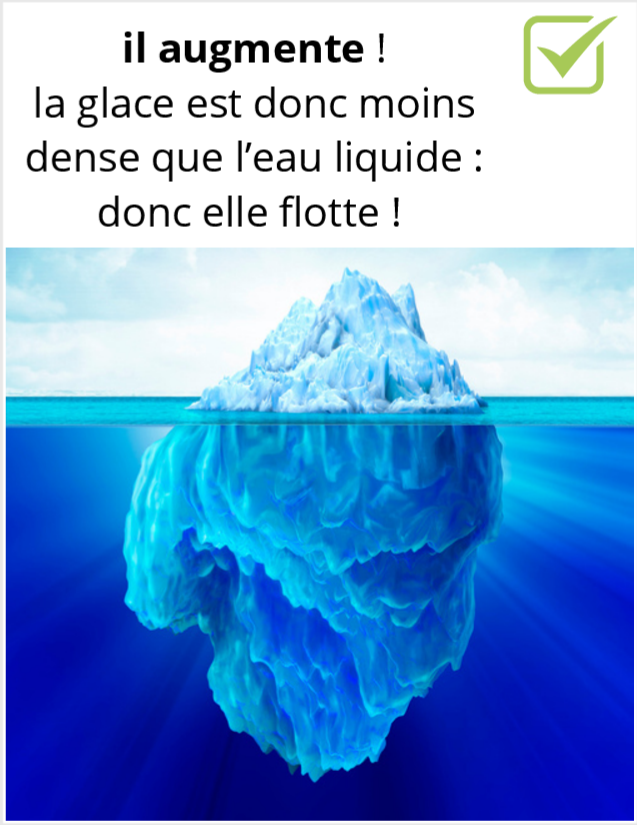 il augmente !
la glace est donc moins
dense que l’eau liquide :
donc elle flotte !